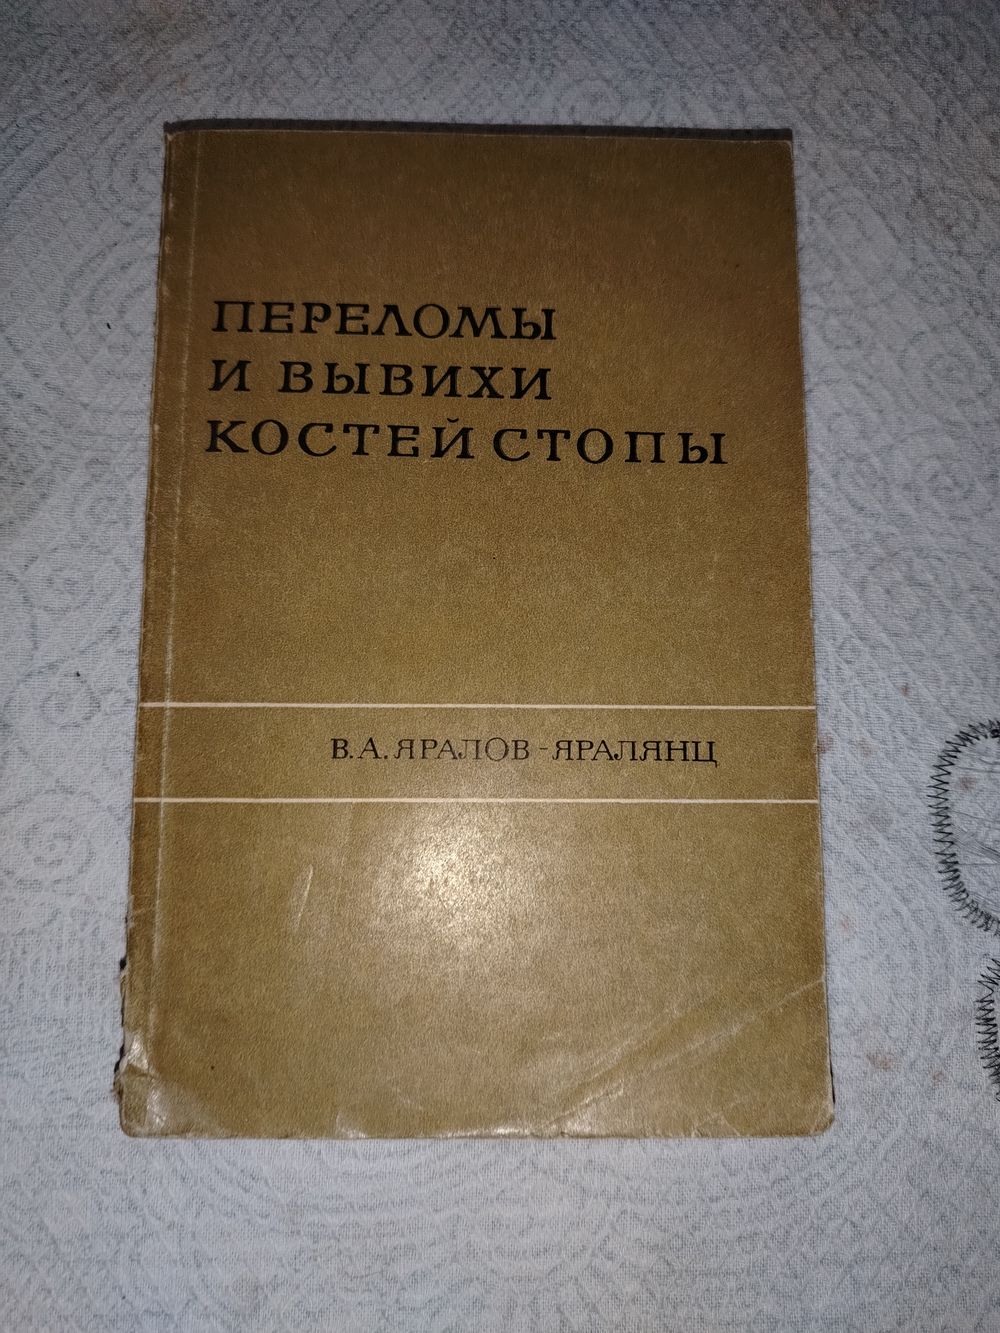 ПЕРЕЛОМЫ
И ВЫВИХИ
КОСТЕЙ СТОПЫ
В. А. ЯРАЛОВ-ЯРАЛЯНЦ